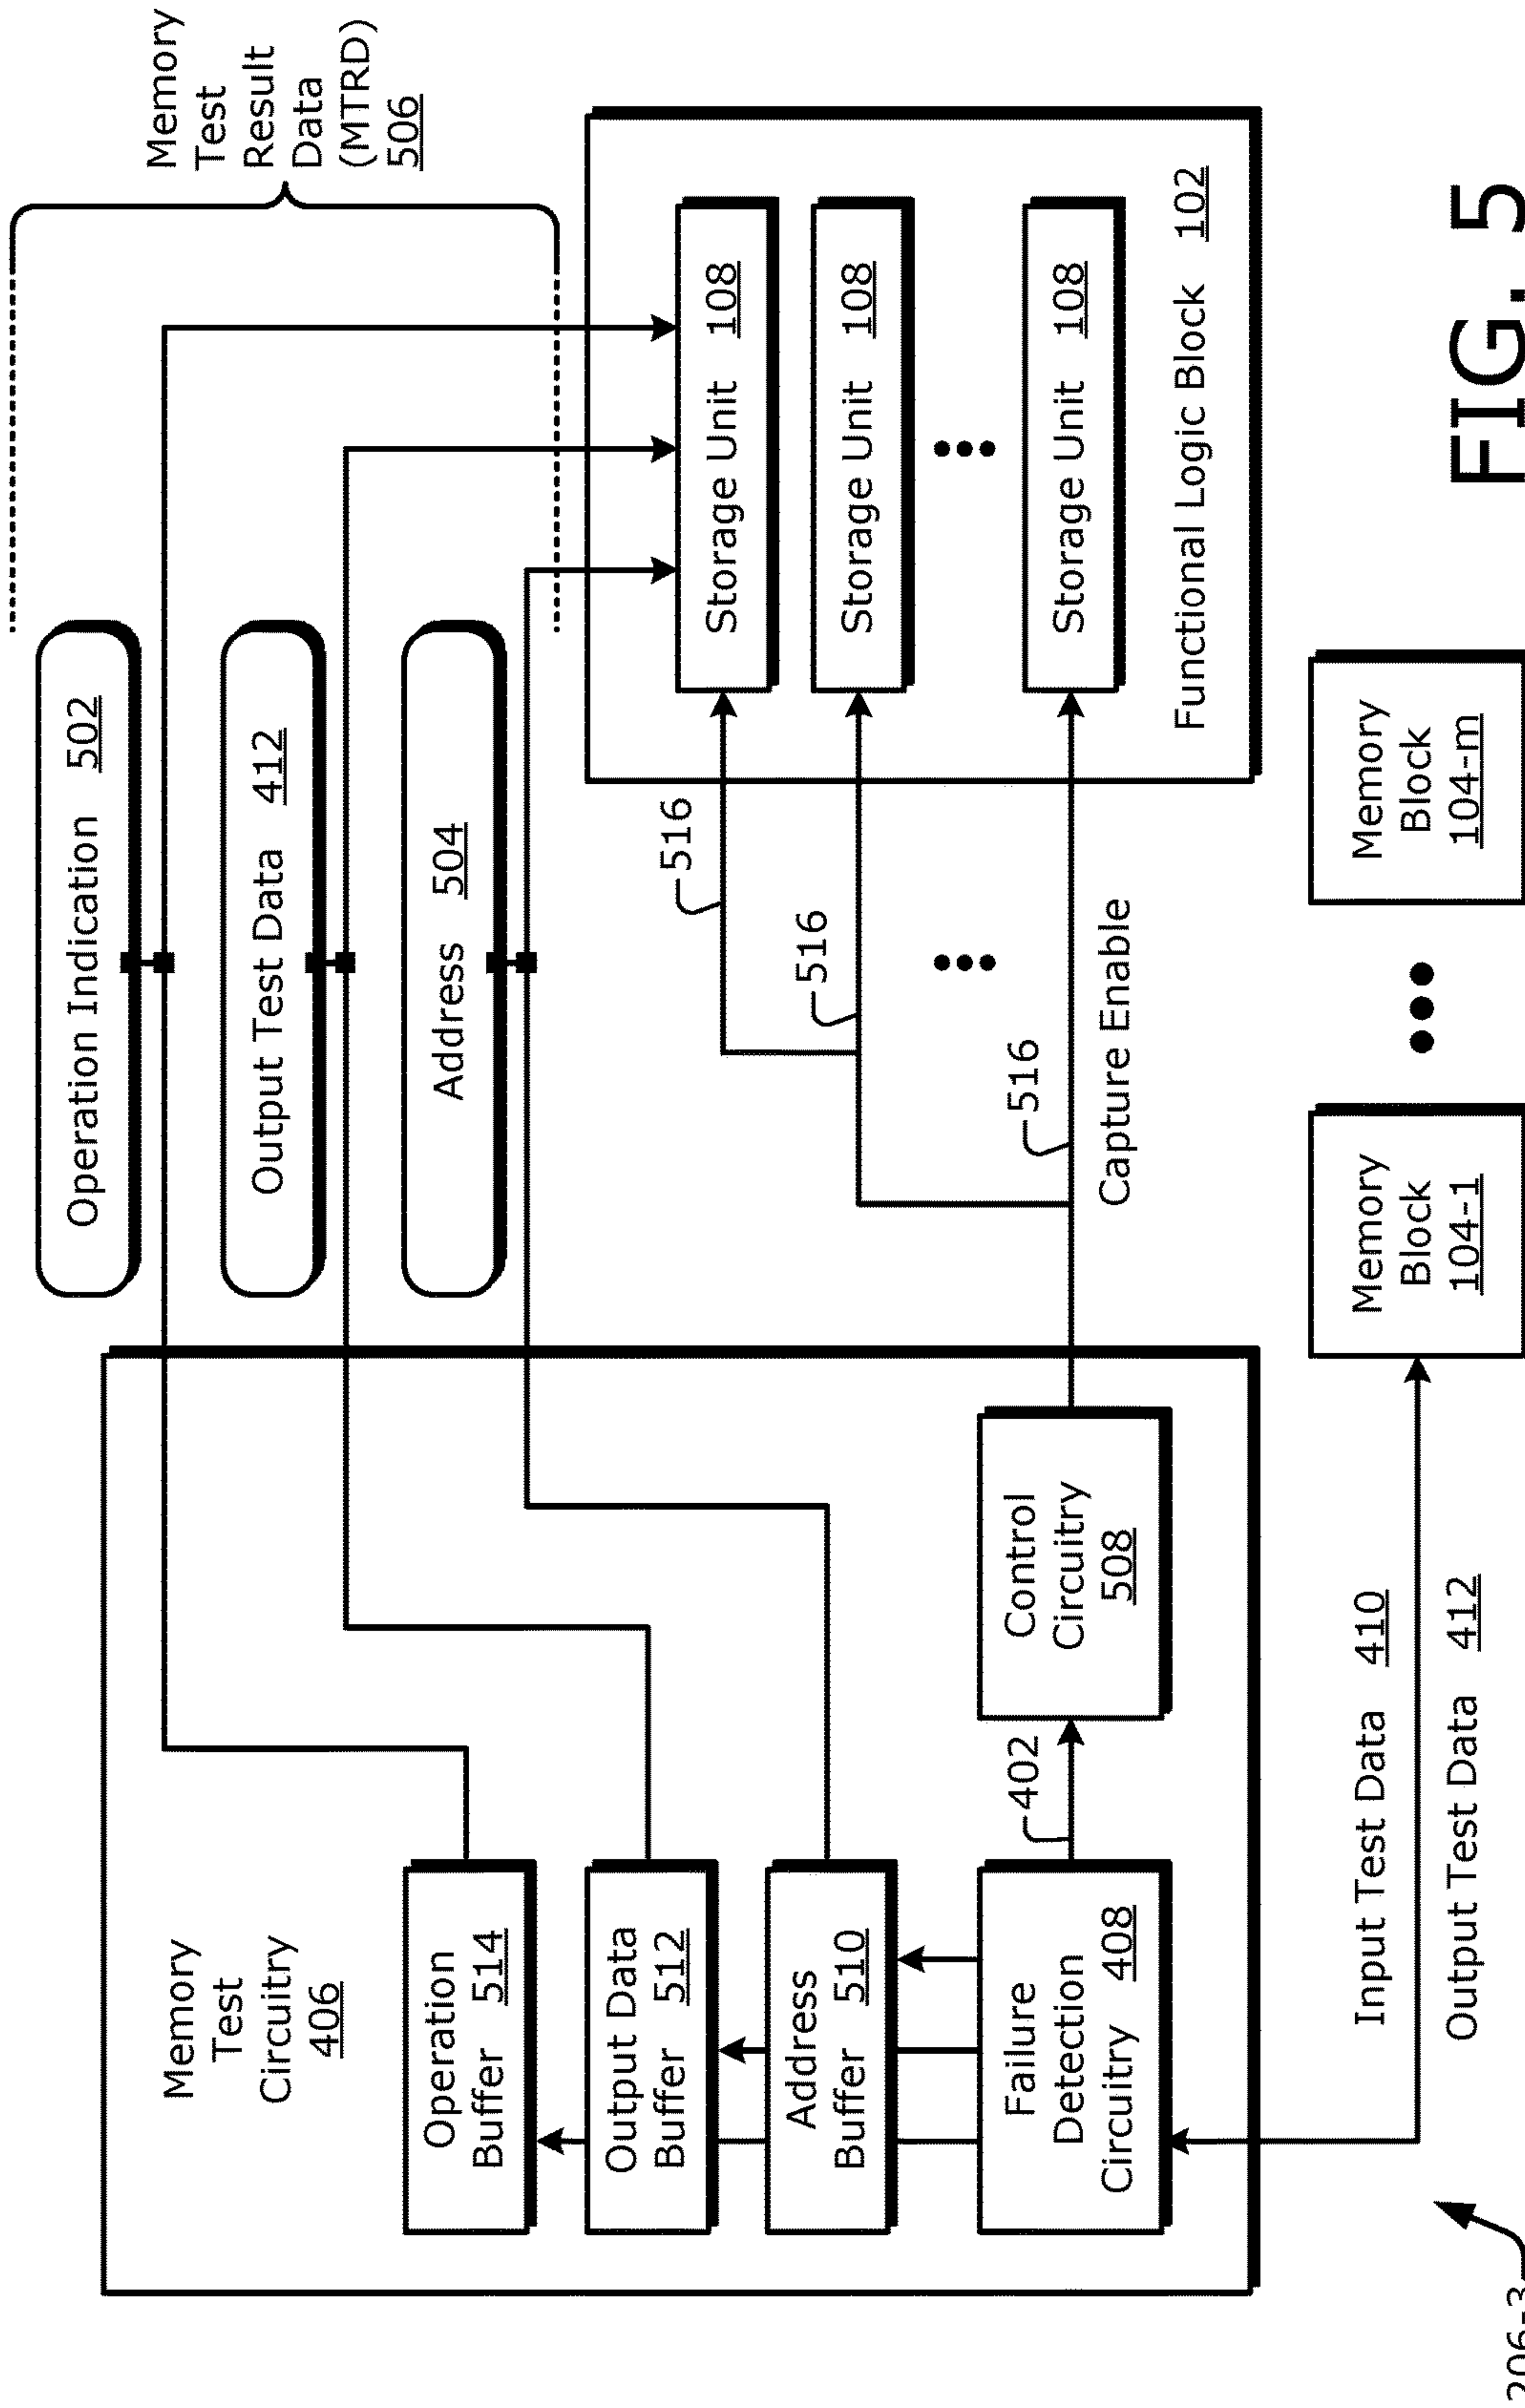 Memory
Test
Circuitry
406
Operation
Buffer 514
Output Data
Buffer 512
Address
Buffer 510
Failure
Detection
Circuitry 408
402
Control
Circuitry
508
Operation Indication 502
Output Test Data 412
Address 504
Memory
Test
Result
Data
(MTRD)
506
516
516
516
Capture Enable
Storage Unit 108
Storage Unit 108
Storage Unit 108
Functional Logic Block 102
Input Test Data 410
Output Test Data 412
Memory
Block
104-1
Memory
Block
104-m
206-3
FIG. 5